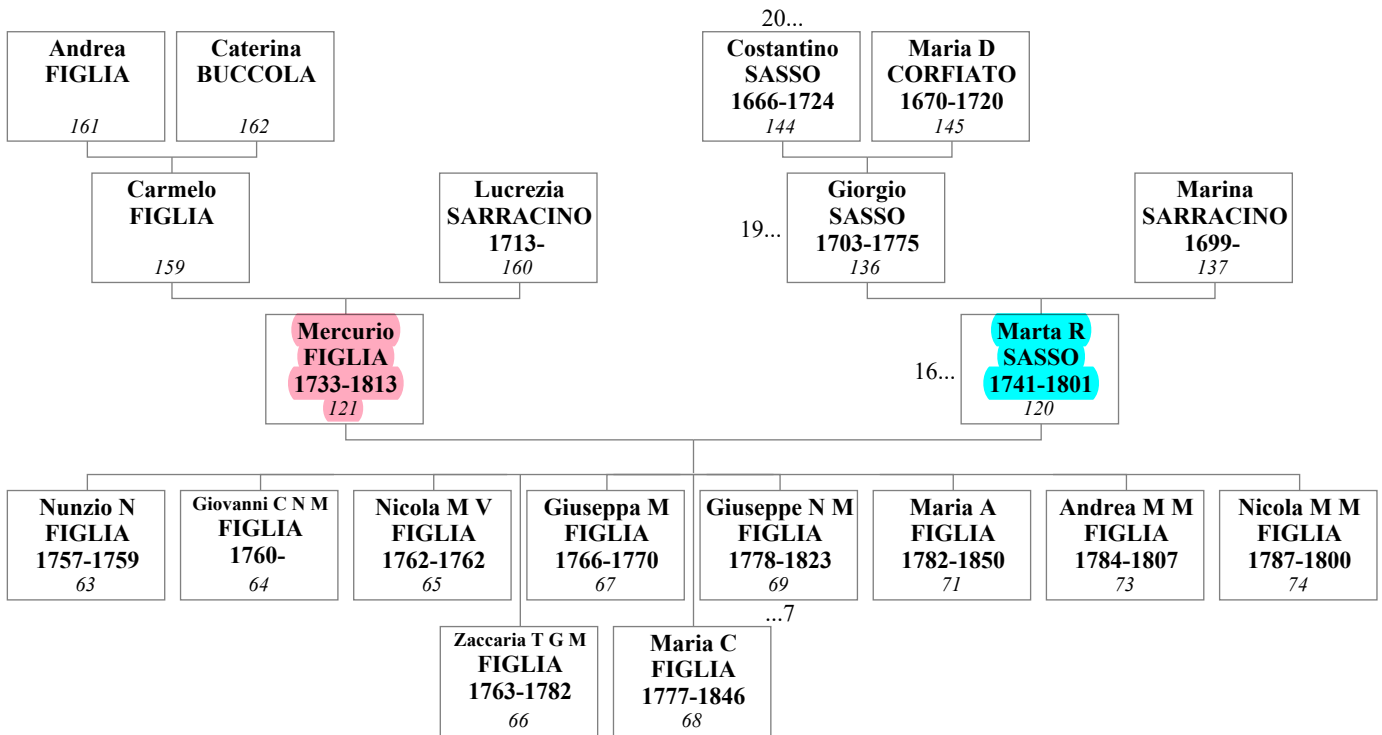 20...
Andrea
FIGLIA
161
Caterina
BUCCOLA
162
Costantino
SASSO
1666-1724
144
Maria D
CORFIATO
1670-1720
145
Carmelo
FIGLIA
159
Lucrezia
SARRACINO
1713-
160
19...
Giorgio
SASSO
1703-1775
136
Marina
SARRACINO
1699-
137
Mercurio
FIGLIA
1733-1813
121
16...
Marta R
SASSO
1741-1801
120
Nunzio N
FIGLIA
1757-1759
63
Giovanni C N M
FIGLIA
1760-
64
Nicola M V
FIGLIA
1762-1762
65
Giuseppa M
FIGLIA
1766-1770
67
Giuseppe N M
FIGLIA
1778-1823
69
Maria A
FIGLIA
1782-1850
71
Andrea M M
FIGLIA
1784-1807
73
Nicola M M
FIGLIA
1787-1800
74
...7
Zaccaria T G M
FIGLIA
1763-1782
66
Maria C
FIGLIA
1777-1846
68